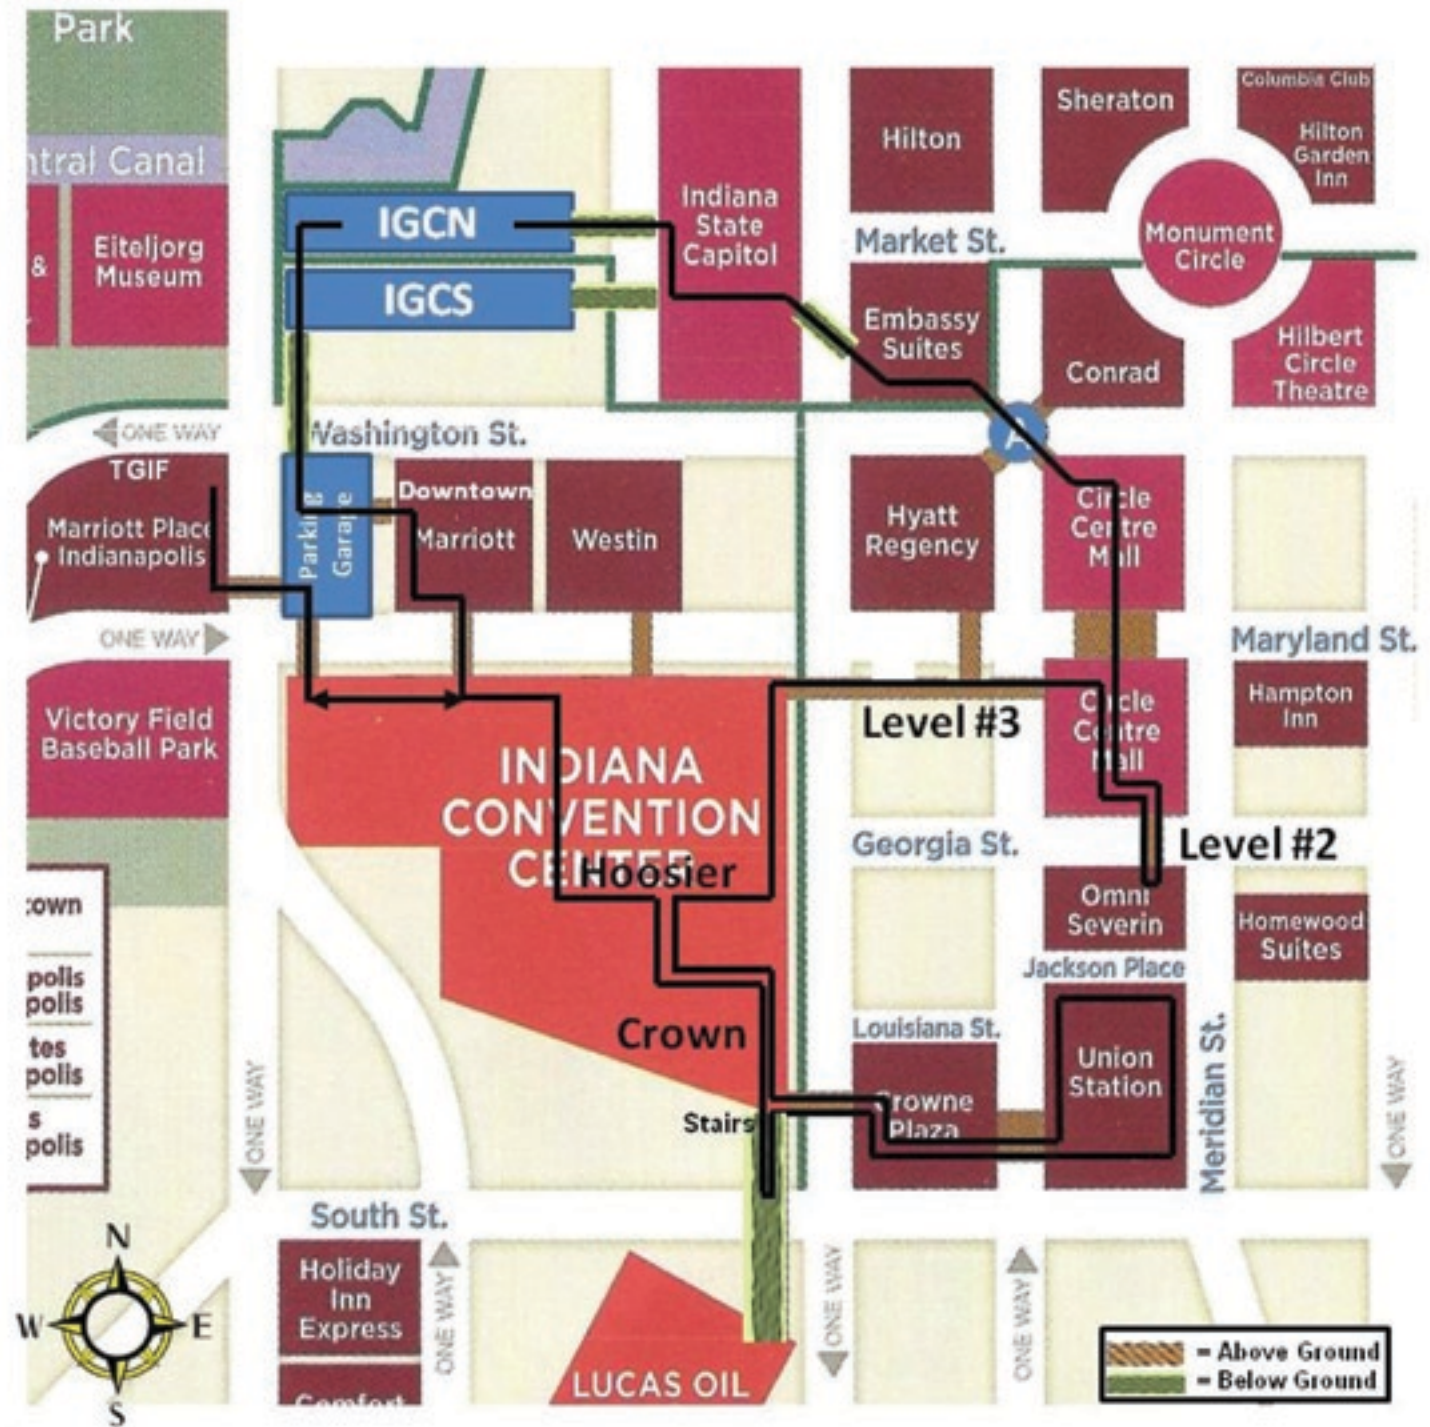 Park
ntral Canal
&
Eiteljorg
Museum
IGCN
IGCS
Indiana
State
Capitol
Hilton
Sheraton
Columbia Club
Hilton
Garden
Inn
Market St.
Monument
Circle
Embassy
Suites
Conrad
Hilbert
Circle
Theatre
ONE WAY
Washington St.
A
TGIF
Marriott Place
Indianapolis
Parking
Garage
Downtown
Marriott
Westin
Hyatt
Regency
Circle
Centre
Mall
ONE WAY
Maryland St.
Victory Field
Baseball Park
INDIANA
CONVENTION
CENTER
Hoosier
Level #3
Circle
Centre
Mall
Hampton
Inn
Georgia St.
Level #2
Omni
Severin
Homewood
Suites
Jackson Place
town
polis
polis
tes
polis
s
polis
Crown
Louisiana St.
Union
Station
Meridian St.
ONE WAY
ONE WAY
Stairs
Crowne
Plaza
South St.
N
W
E
S
Holiday
Inn
Express
Comfort
ONE WAY
LUCAS OIL
ONE WAY
ONE WAY
= Above Ground
= Below Ground